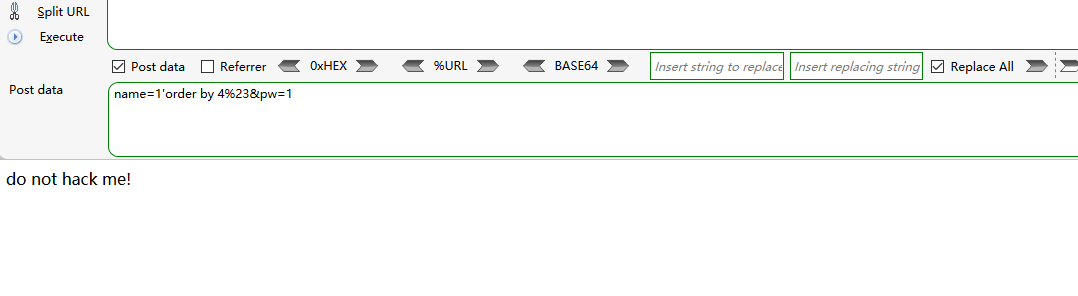 Split URL
Execute
Post data Referrer 0xHEX %URL BASE64 Insert string to replace Insert replacing string Replace All
Post data
name=1'order by 4%23&pw=1
do not hack me!